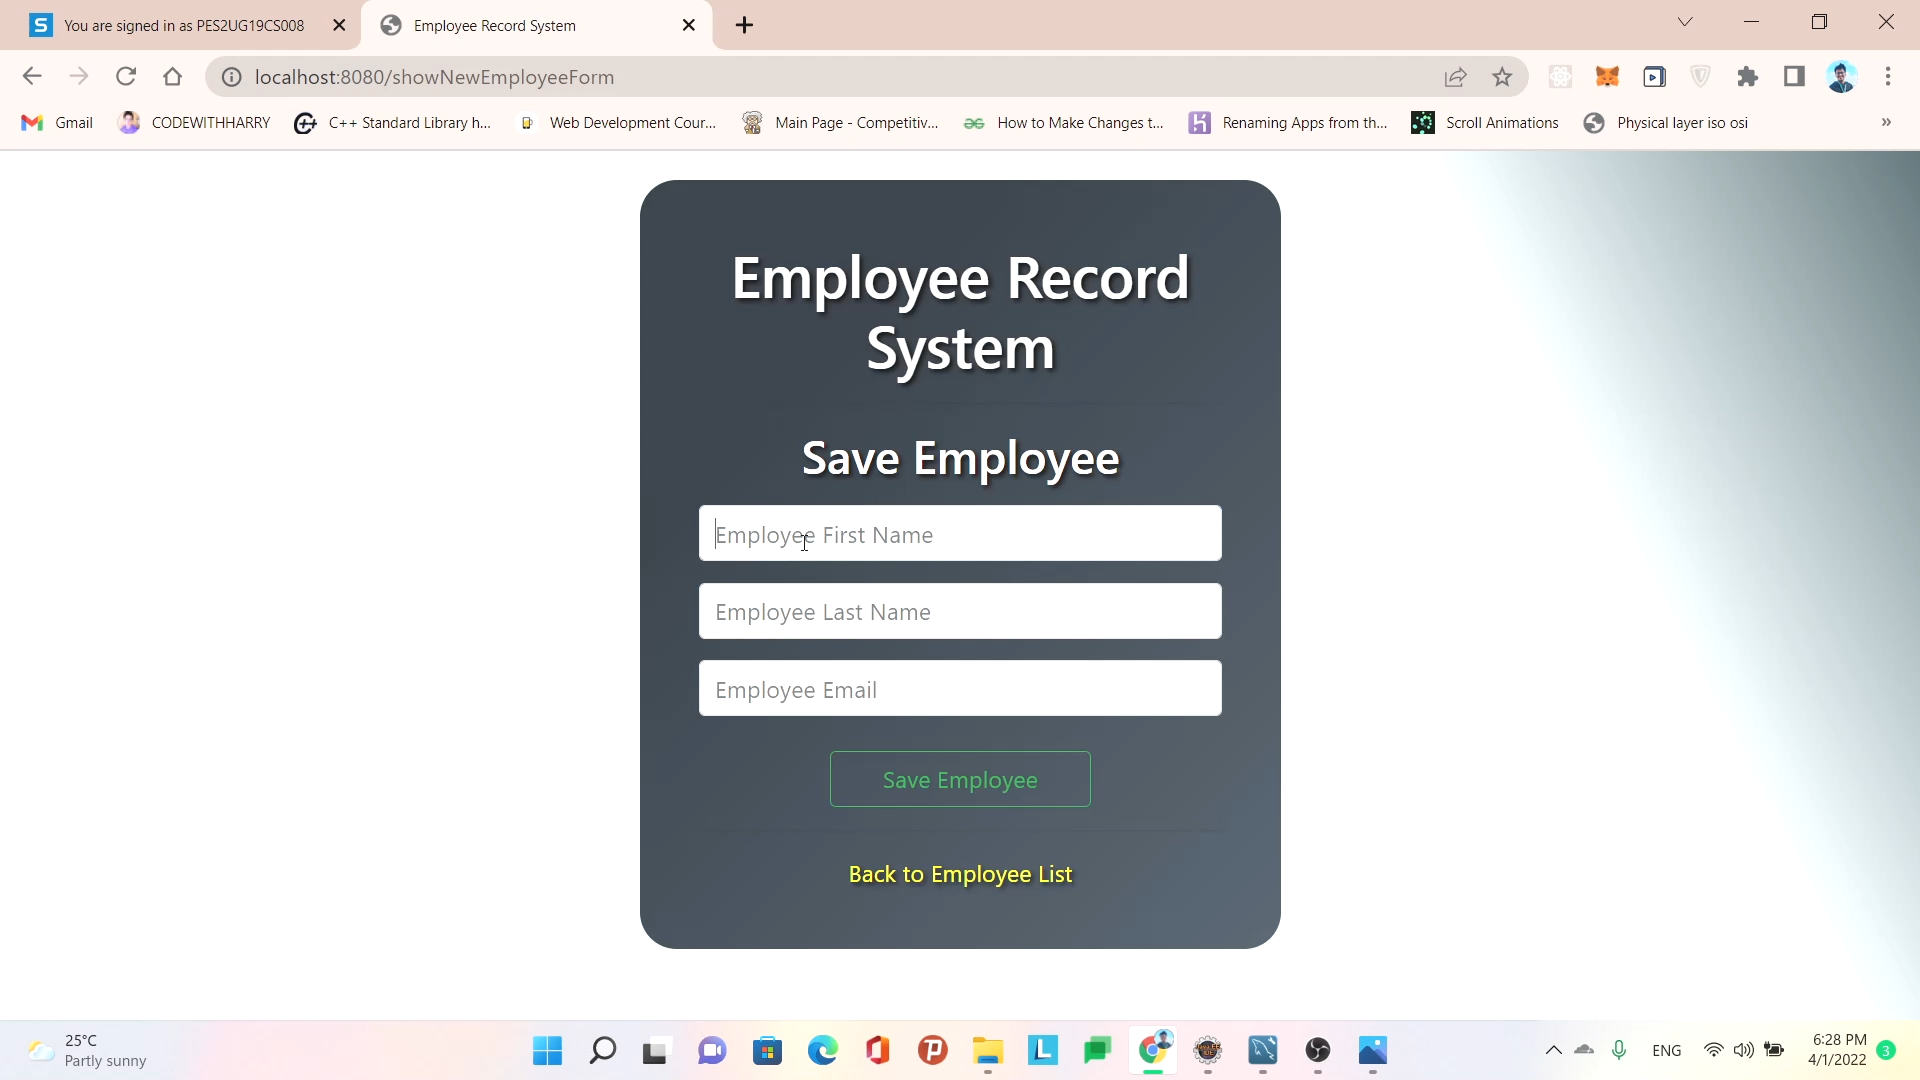 You are signed in as PES2UG19CS008
Employee Record System
localhost:8080/showNewEmployeeForm
Gmail
CODEWITHHARRY
C++ Standard Library h...
Web Development Cour...
Main Page - Competitiv...
How to Make Changes t...
Renaming Apps from th...
Scroll Animations
Physical layer iso osi
»
Employee Record
System
Save Employee
Employee First Name
Employee Last Name
Employee Email
Save Employee
Back to Employee List
25°C
Partly sunny
ENG
6:28 PM
4/1/2022
3